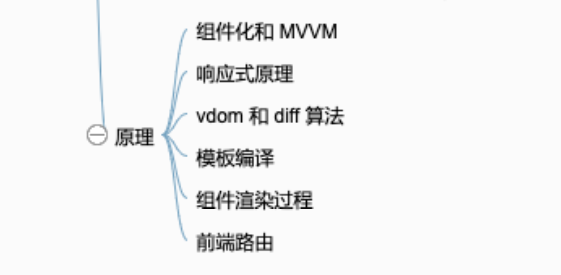 组件化和 MVVM
响应式原理
vdom 和 diff 算法
原理
模板编译
组件渲染过程
前端路由